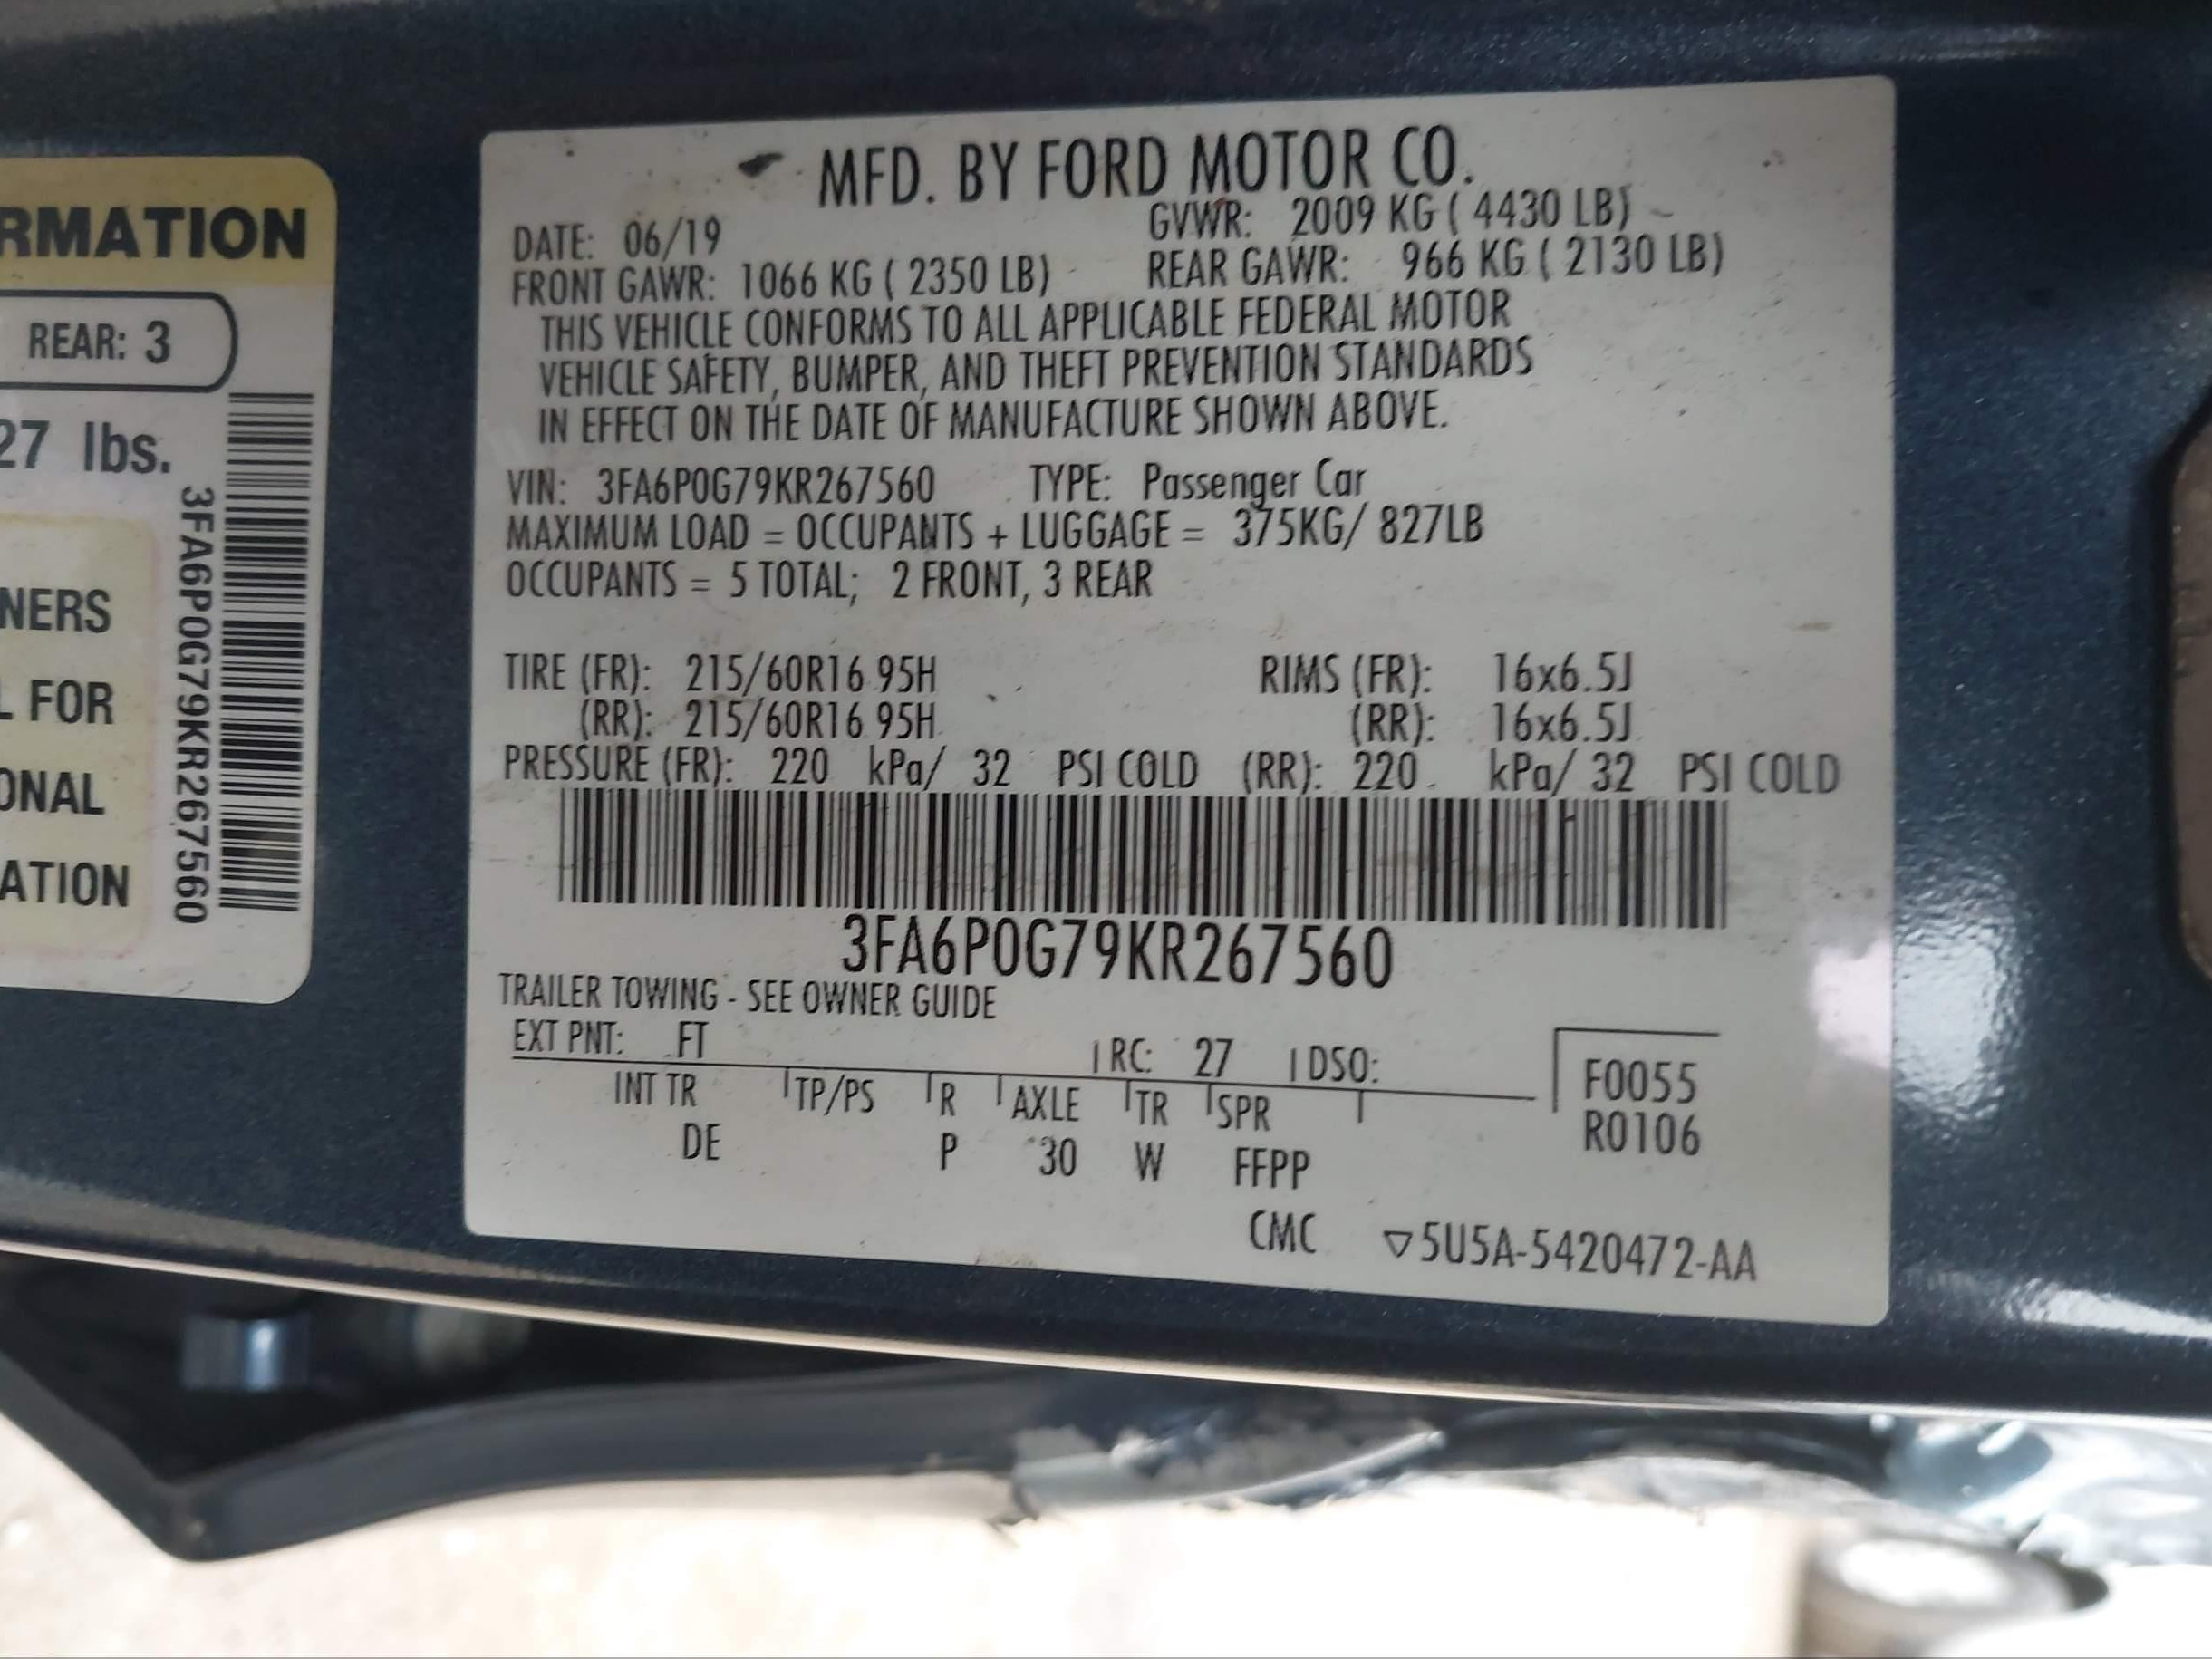 RMATION
REAR: 3
27 lbs.
NERS
L FOR
ONAL
ATION
3FA6P0G79KR267560
MFD. BY FORD MOTOR CO.
DATE: 06/19 GVWR: 2009 KG ( 4430 LB)
FRONT GAWR: 1066 KG ( 2350 LB) REAR GAWR: 966 KG ( 2130 LB)
THIS VEHICLE CONFORMS TO ALL APPLICABLE FEDERAL MOTOR
VEHICLE SAFETY, BUMPER, AND THEFT PREVENTION STANDARDS
IN EFFECT ON THE DATE OF MANUFACTURE SHOWN ABOVE.
VIN: 3FA6P0G79KR267560 TYPE: Passenger Car
MAXIMUM LOAD = OCCUPANTS + LUGGAGE = 375KG/ 827LB
OCCUPANTS = 5 TOTAL; 2 FRONT, 3 REAR
TIRE (FR): 215/60R16 95H RIMS (FR): 16x6.5J
(RR): 215/60R16 95H (RR): 16x6.5J
PRESSURE (FR): 220 kPa/ 32 PSI COLD (RR): 220 kPa/ 32 PSI COLD
3FA6P0G79KR267560
TRAILER TOWING - SEE OWNER GUIDE
EXT PNT: FT RC: 27 DSO:
INT TR TP/PS R AXLE TR SPR
DE P 30 W FFPP
F0055
R0106
CMC ▽5U5A-5420472-AA